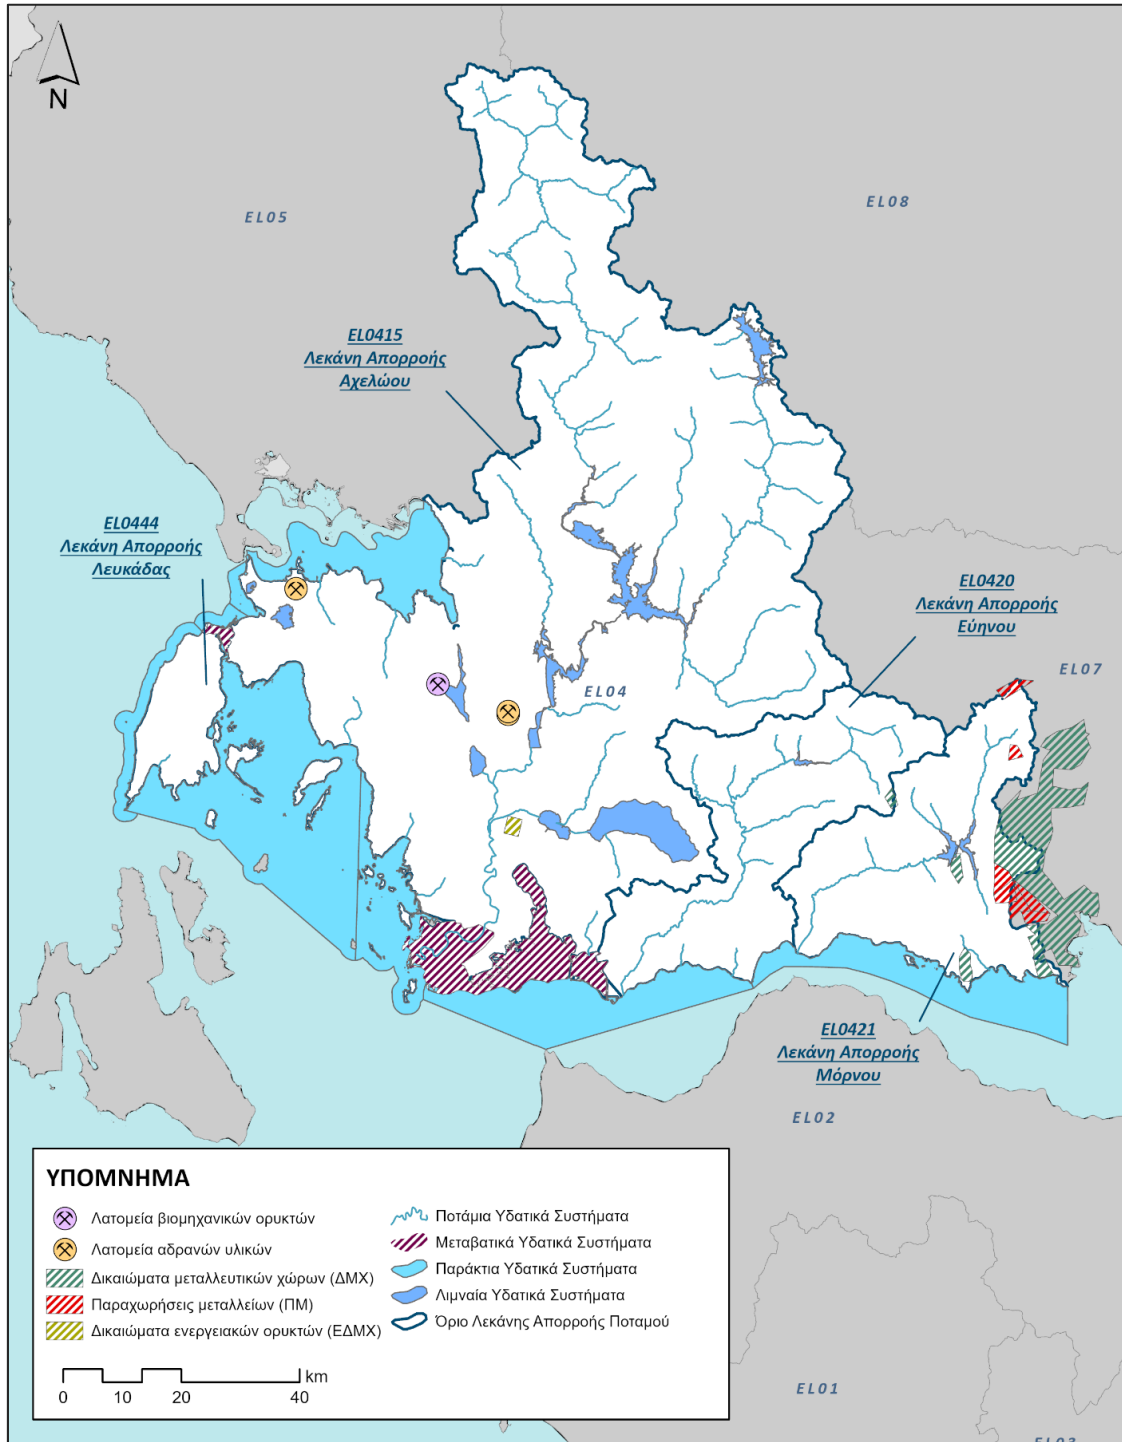 N
EL05
EL08
EL0415
Λεκάνη Απορροής
Αχελώου
EL0444
Λεκάνη Απορροής
Λευκάδας
EL0420
Λεκάνη Απορροής
Εύηνου
EL07
EL04
EL0421
Λεκάνη Απορροής
Μόρνου
EL02
ΥΠΟΜΝΗΜΑ
Λατομεία βιομηχανικών ορυκτών
Λατομεία αδρανών υλικών
Δικαιώματα μεταλλευτικών χώρων (ΔΜΧ)
Παραχωρήσεις μεταλλείων (ΠΜ)
Δικαιώματα ενεργειακών ορυκτών (ΕΔΜΧ)
Ποτάμια Υδατικά Συστήματα
Μεταβατικά Υδατικά Συστήματα
Παράκτια Υδατικά Συστήματα
Λιμναία Υδατικά Συστήματα
Όριο Λεκάνης Απορροής Ποταμού
km
0 10 20 40
EL01
EL03